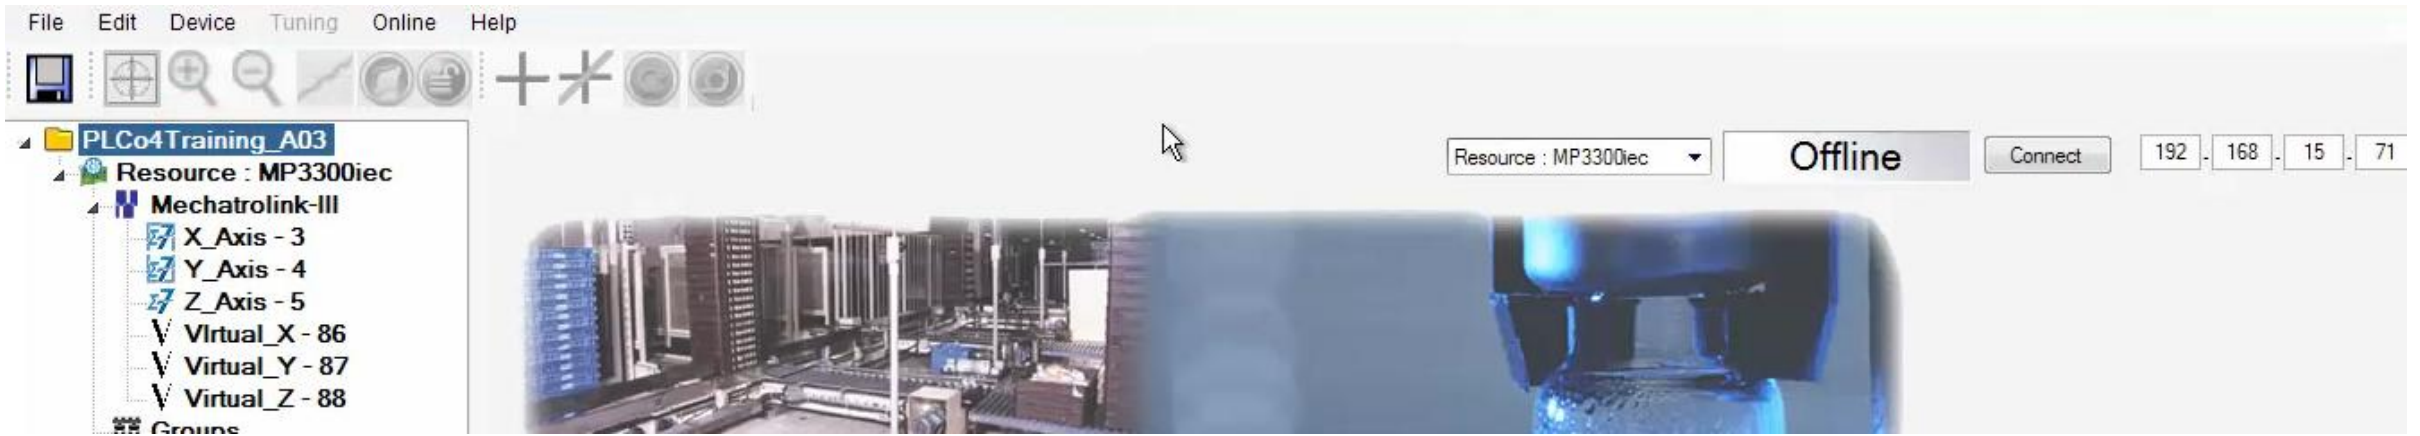 File Edit Device Tuning Online Help
PLCo4Training_A03
Resource : MP3300iec
Mechatrolink-III
X_Axis - 3
Y_Axis - 4
Z_Axis - 5
VIrtual_X - 86
Virtual_Y - 87
Virtual_Z - 88
Groups
Resource : MP3300iec Offline Connect 192 . 168 . 15 . 71